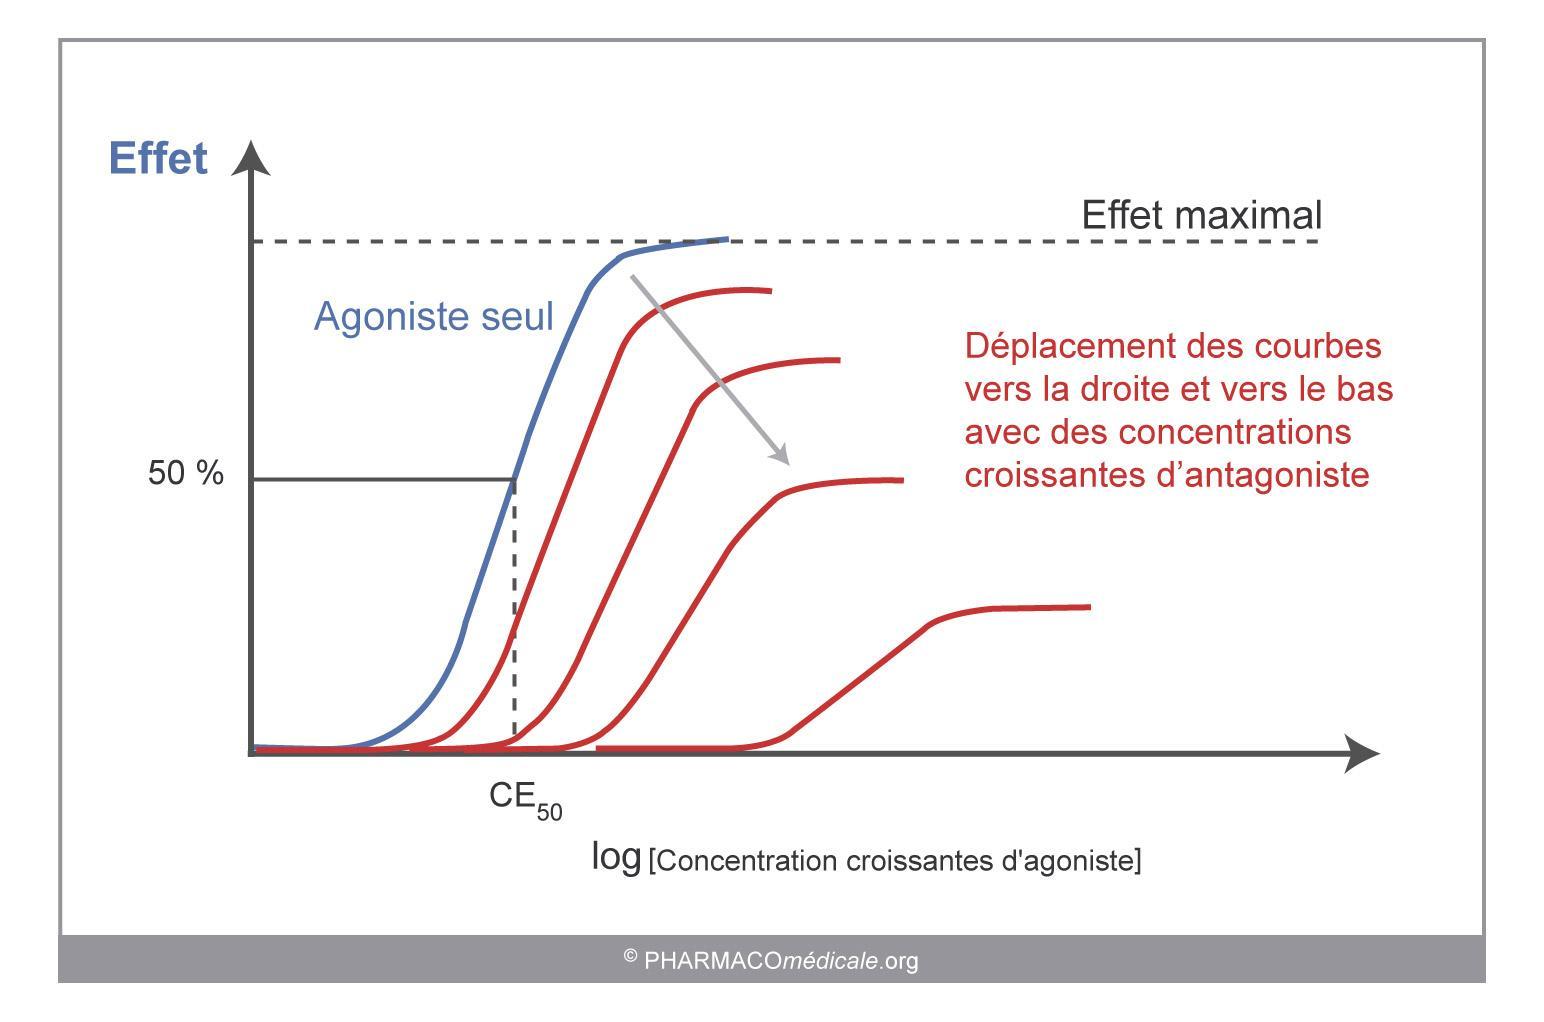 Effet
Effet maximal
Agoniste seul
Déplacement des courbes
vers la droite et vers le bas
avec des concentrations
croissantes d’antagoniste
50 %
CE50
log [Concentration croissantes d'agoniste]
© PHARMACOmédicale.org